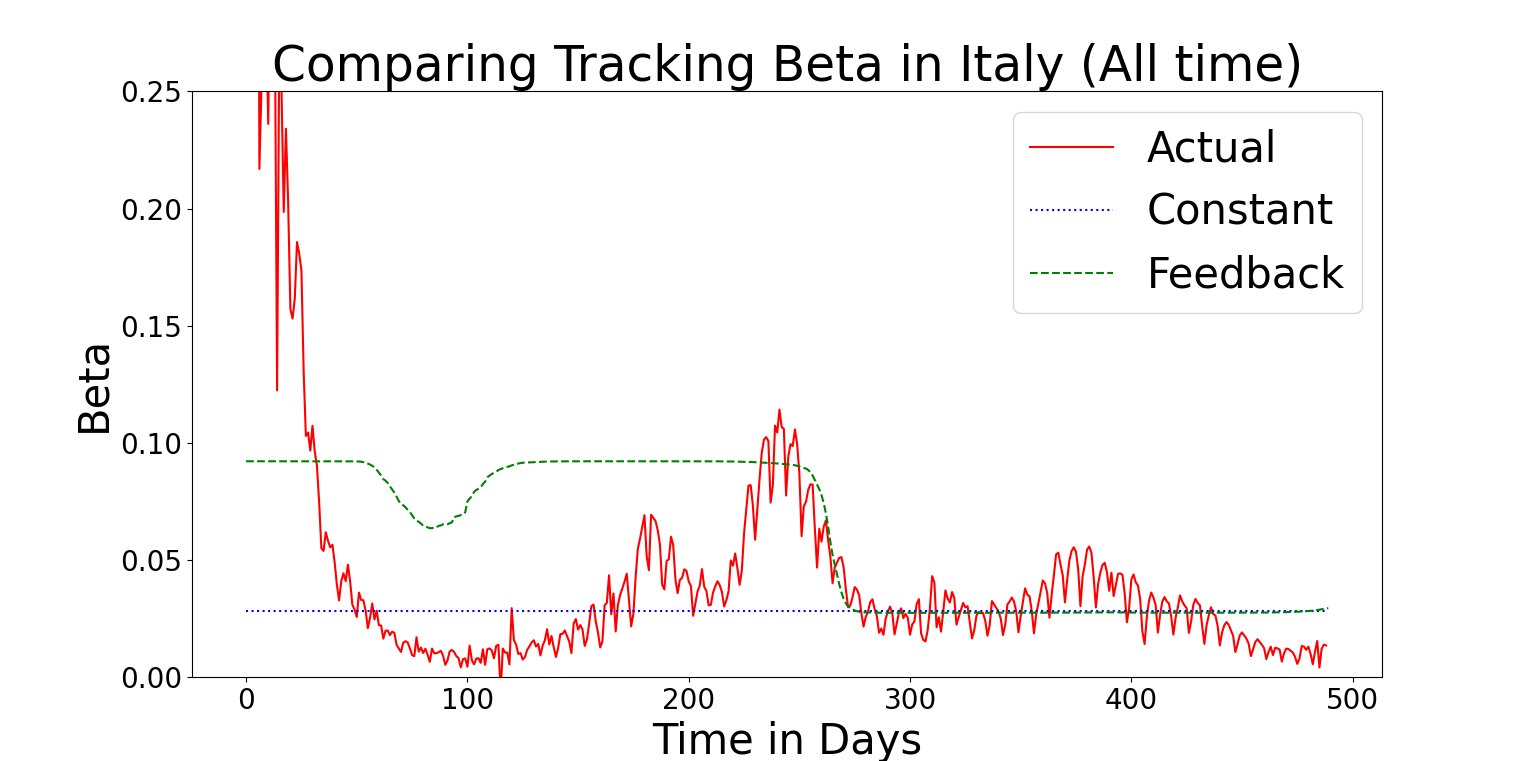 Comparing Tracking Beta in Italy (All time)
0.25
0.20
0.15
0.10
0.05
0.00
Beta
Actual
Constant
Feedback
0 100 200 300 400 500
Time in Days